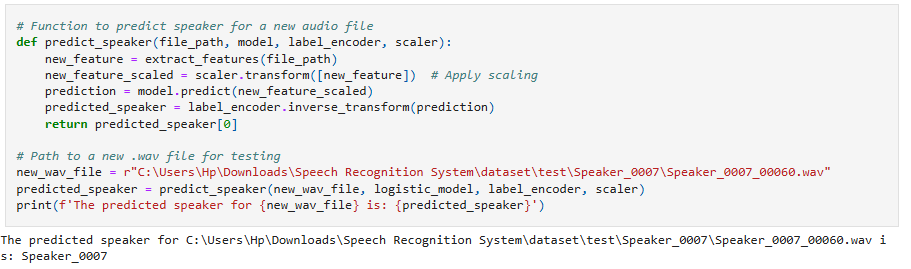 # Function to predict speaker for a new audio file
def predict_speaker(file_path, model, label_encoder, scaler):
    new_feature = extract_features(file_path)
    new_feature_scaled = scaler.transform([new_feature])  # Apply scaling
    prediction = model.predict(new_feature_scaled)
    predicted_speaker = label_encoder.inverse_transform(prediction)
    return predicted_speaker[0]

# Path to a new .wav file for testing
new_wav_file = r"C:\Users\Hp\Downloads\Speech Recognition System\dataset\test\Speaker_0007\Speaker_0007_00060.wav"
predicted_speaker = predict_speaker(new_wav_file, logistic_model, label_encoder, scaler)
print(f'The predicted speaker for {new_wav_file} is: {predicted_speaker}')
The predicted speaker for C:\Users\Hp\Downloads\Speech Recognition System\dataset\test\Speaker_0007\Speaker_0007_00060.wav i
s: Speaker_0007